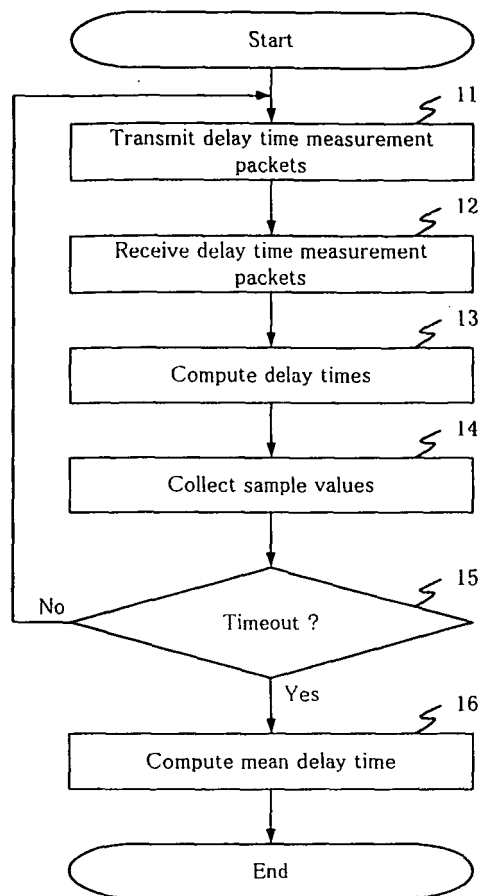 Start
11
Transmit delay time measurement
packets
12
Receive delay time measurement
packets
13
Compute delay times
14
Collect sample values
15
No
Timeout ?
Yes
16
Compute mean delay time
End